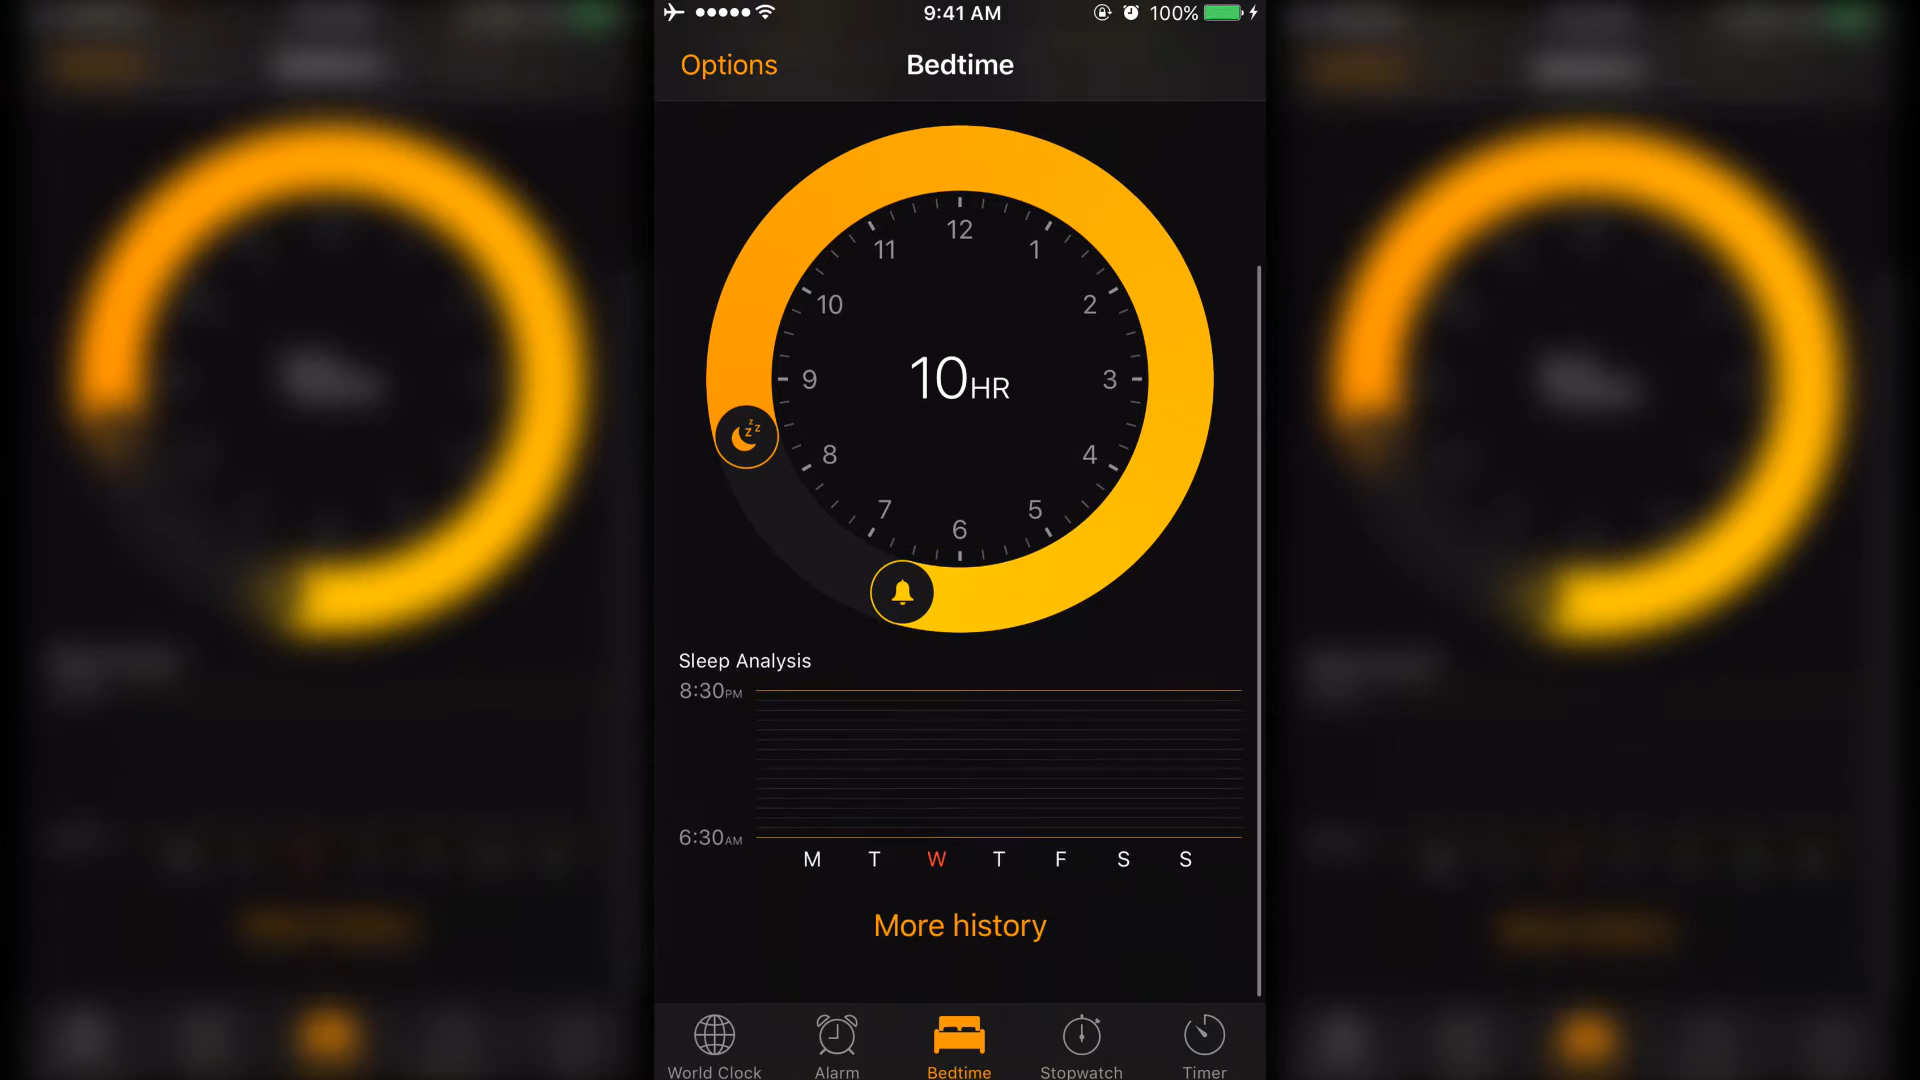 9:41 AM 100%
Options Bedtime
12
11 1
10 2
9 10HR 3
8 4
7 5
6
z z z
Sleep Analysis
8:30PM
6:30AM
M T W T F S S
More history
World Clock Alarm Bedtime Stopwatch Timer